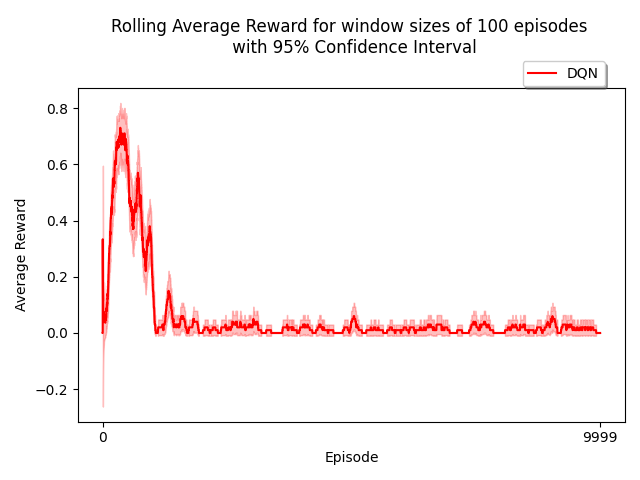 Rolling Average Reward for window sizes of 100 episodes
with 95% Confidence Interval
DQN
0.8
0.6
0.4
0.2
0.0
−0.2
Average Reward
0
9999
Episode